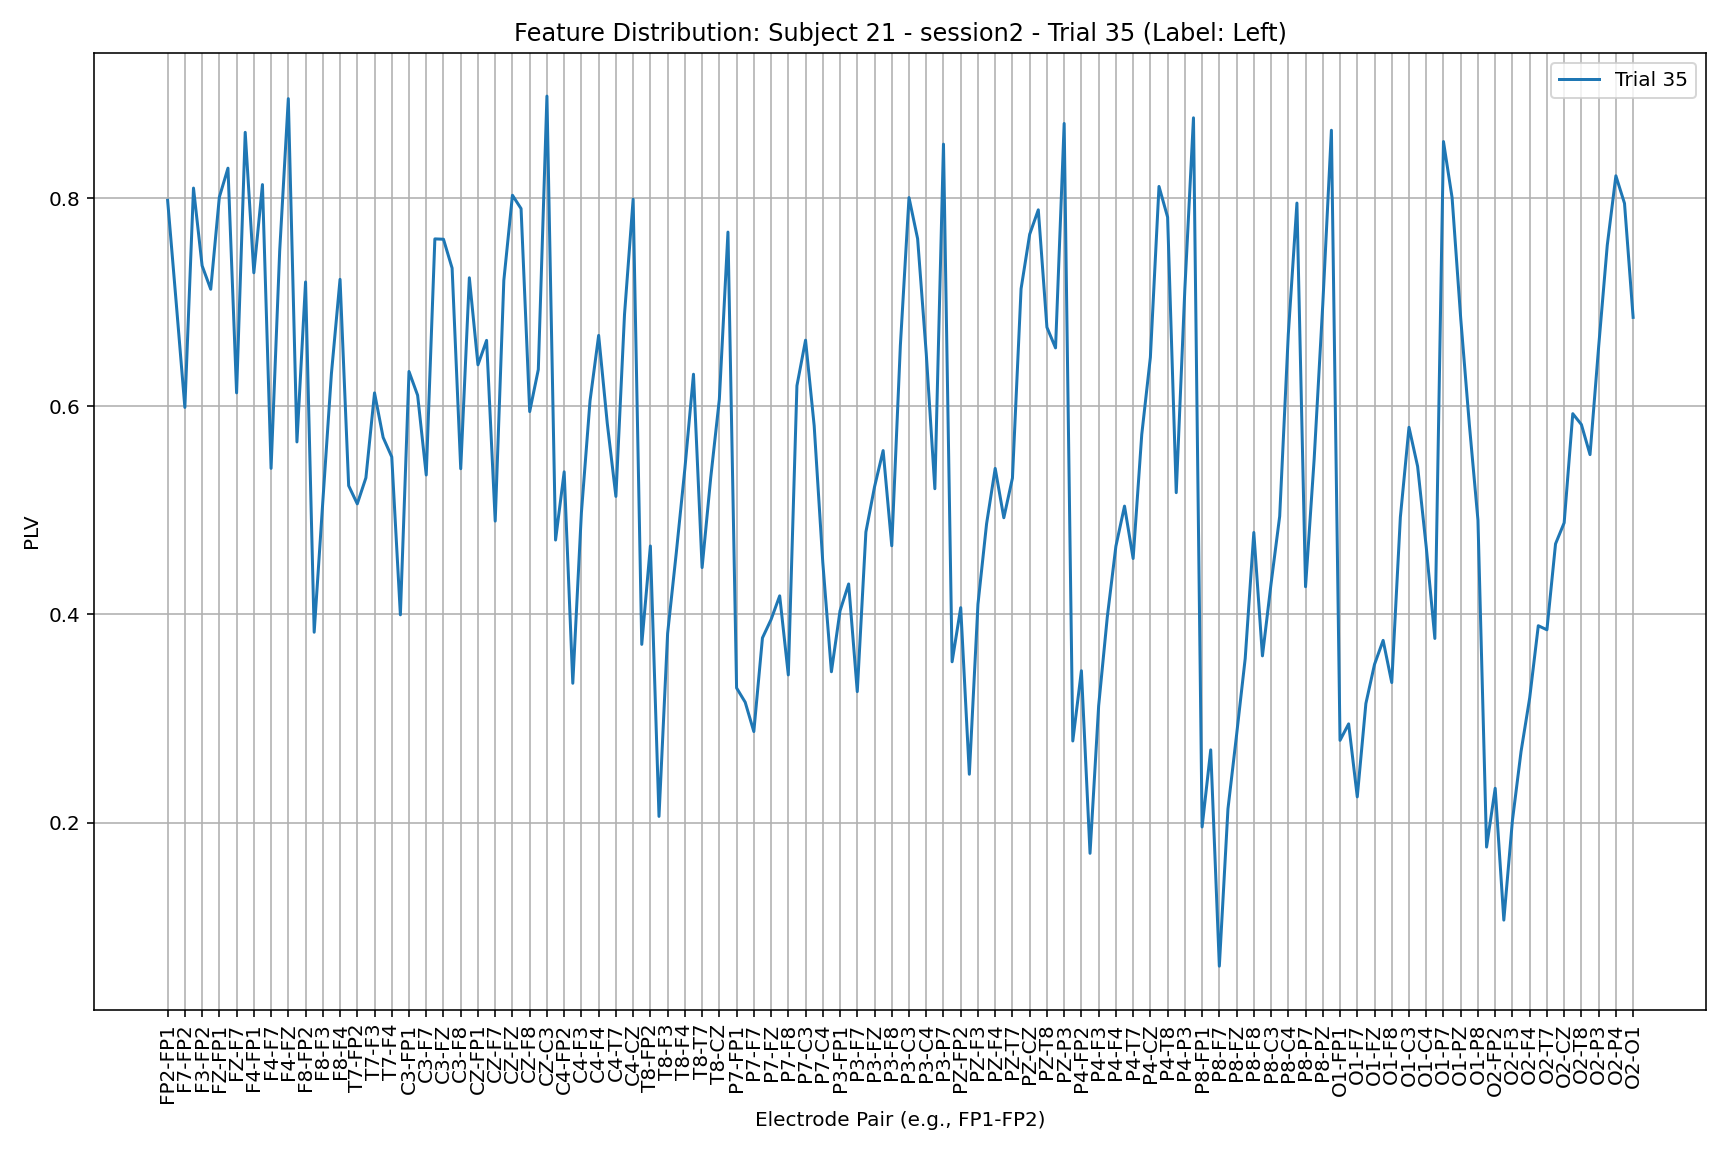 Feature Distribution: Subject 21 - session2 - Trial 35 (Label: Left)
Trial 35
PLV
0.8
0.6
0.4
0.2
FP2-FP1
F7-FP2
F3-FP2
FZ-FP1
FZ-F7
F4-FP1
F4-F7
F4-FZ
F8-FP2
F8-F3
F8-F4
T7-FP2
T7-F3
T7-F4
C3-FP1
C3-F7
C3-FZ
C3-F8
CZ-FP1
CZ-F7
CZ-FZ
CZ-F8
CZ-C3
C4-FP2
C4-F3
C4-F4
C4-T7
C4-CZ
T8-FP2
T8-F3
T8-F4
T8-T7
T8-CZ
P7-FP1
P7-F7
P7-FZ
P7-F8
P7-C3
P7-C4
P3-FP1
P3-F7
P3-FZ
P3-F8
P3-C3
P3-C4
P3-P7
PZ-FP2
PZ-F3
PZ-F4
PZ-T7
PZ-CZ
PZ-T8
PZ-P3
P4-FP2
P4-F3
P4-F4
P4-T7
P4-CZ
P4-T8
P4-P3
P8-FP1
P8-F7
P8-FZ
P8-F8
P8-C3
P8-C4
P8-P7
P8-PZ
O1-FP1
O1-F7
O1-FZ
O1-F8
O1-C3
O1-C4
O1-P7
O1-PZ
O1-P8
O2-FP2
O2-F3
O2-F4
O2-T7
O2-CZ
O2-T8
O2-P3
O2-P4
O2-O1
Electrode Pair (e.g., FP1-FP2)